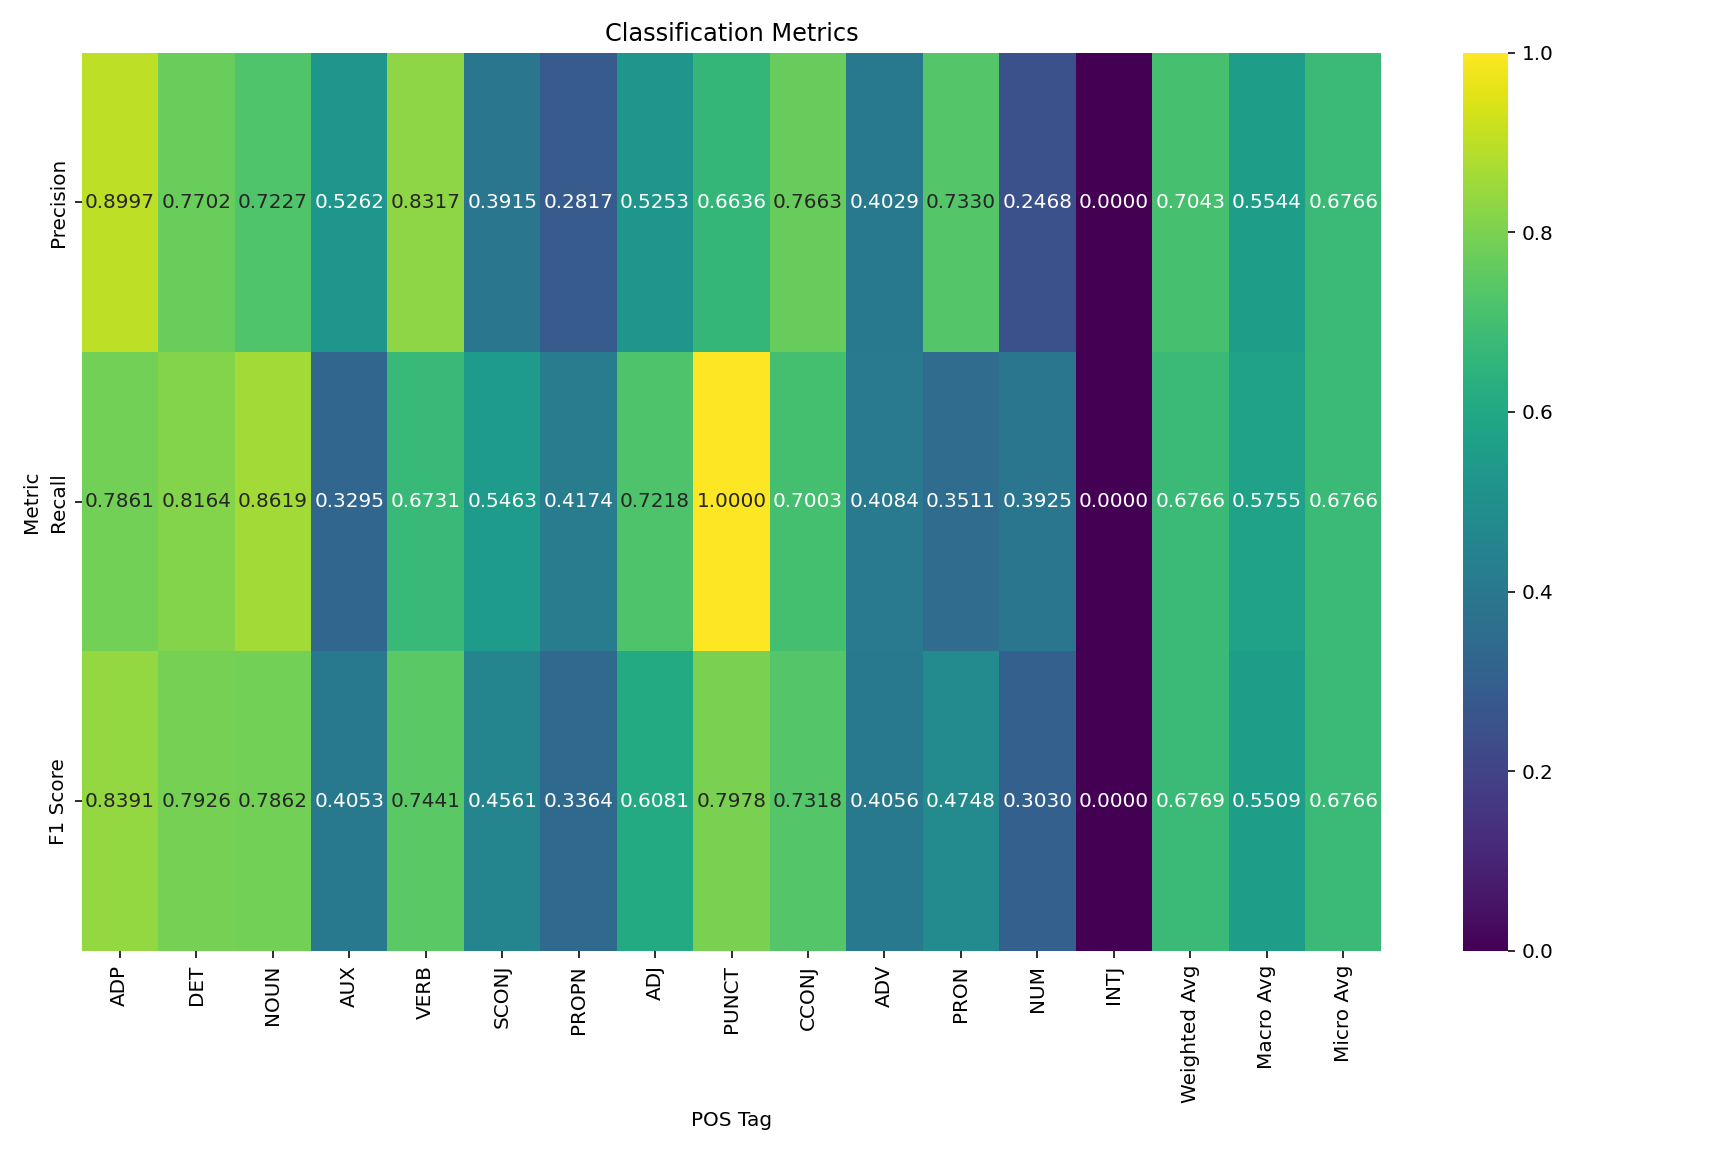 Classification Metrics
Metric
Precision
0.8997 0.7702 0.7227 0.5262 0.8317 0.3915 0.2817 0.5253 0.6636 0.7663 0.4029 0.7330 0.2468 0.0000 0.7043 0.5544 0.6766
Recall
0.7861 0.8164 0.8619 0.3295 0.6731 0.5463 0.4174 0.7218 1.0000 0.7003 0.4084 0.3511 0.3925 0.0000 0.6766 0.5755 0.6766
F1 Score
0.8391 0.7926 0.7862 0.4053 0.7441 0.4561 0.3364 0.6081 0.7978 0.7318 0.4056 0.4748 0.3030 0.0000 0.6769 0.5509 0.6766
ADP DET NOUN AUX VERB SCONJ PROPN ADJ PUNCT CCONJ ADV PRON NUM INTJ Weighted Avg Macro Avg Micro Avg
POS Tag
1.0
0.8
0.6
0.4
0.2
0.0